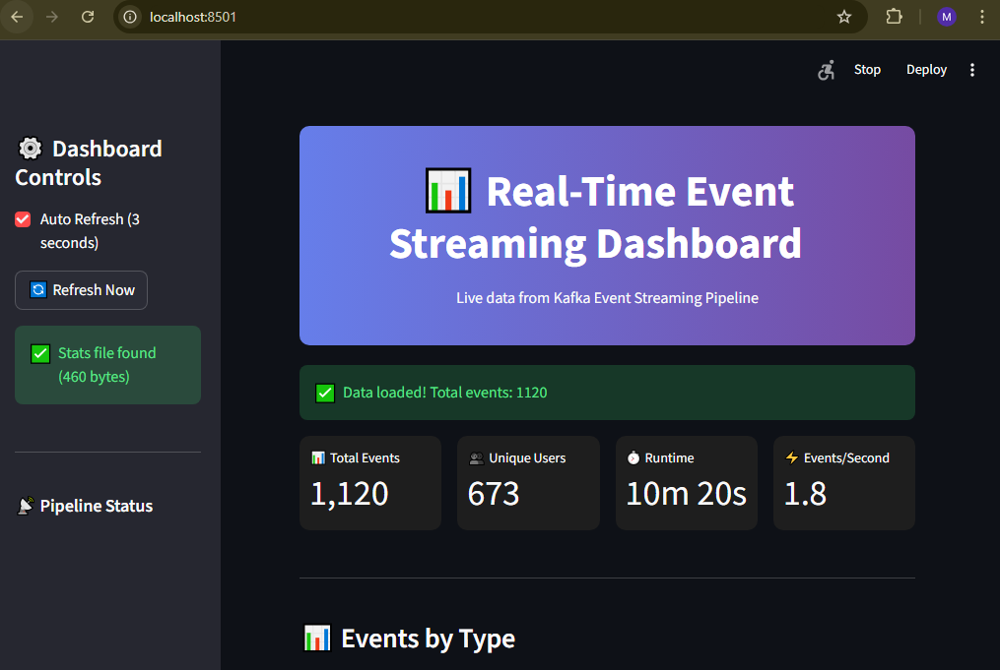 localhost:8501
M
Stop
Deploy
Dashboard
Controls
Auto Refresh (3
seconds)
Refresh Now
Stats file found
(460 bytes)
Pipeline Status
Real-Time Event
Streaming Dashboard
Live data from Kafka Event Streaming Pipeline
Data loaded! Total events: 1120
Total Events
1,120
Unique Users
673
Runtime
10m 20s
Events/Second
1.8
Events by Type